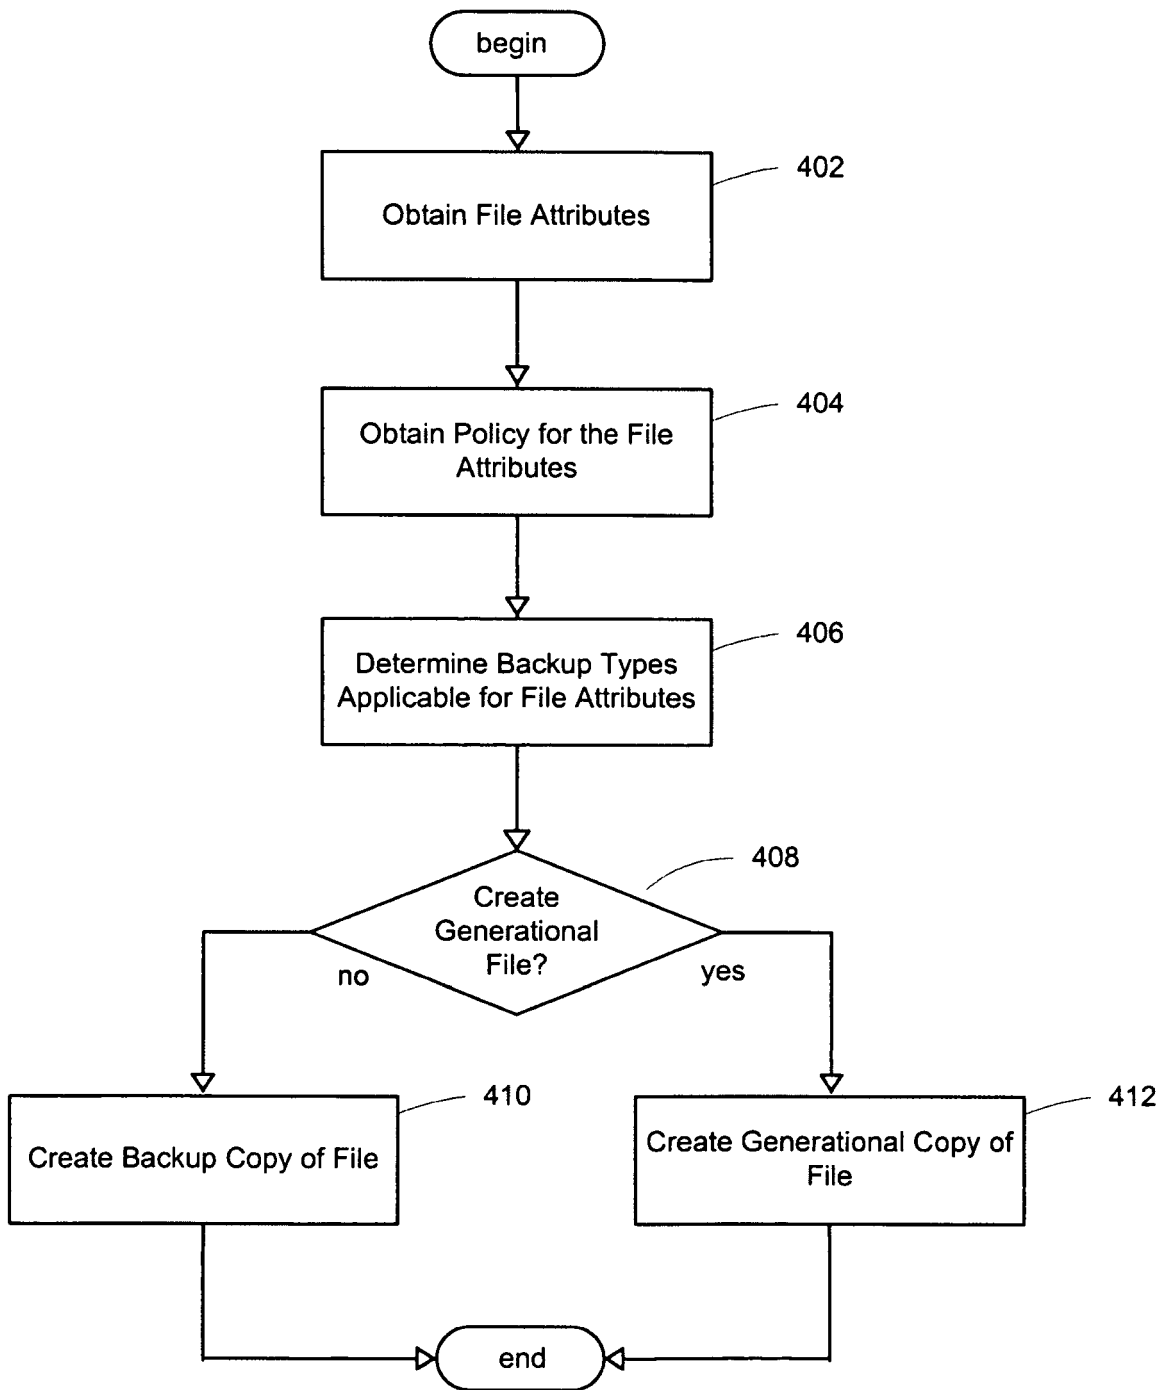 begin
402
Obtain File Attributes
404
Obtain Policy for the File
Attributes
406
Determine Backup Types
Applicable for File Attributes
408
Create
Generational
File?
no
yes
410
Create Backup Copy of File
412
Create Generational Copy of
File
end